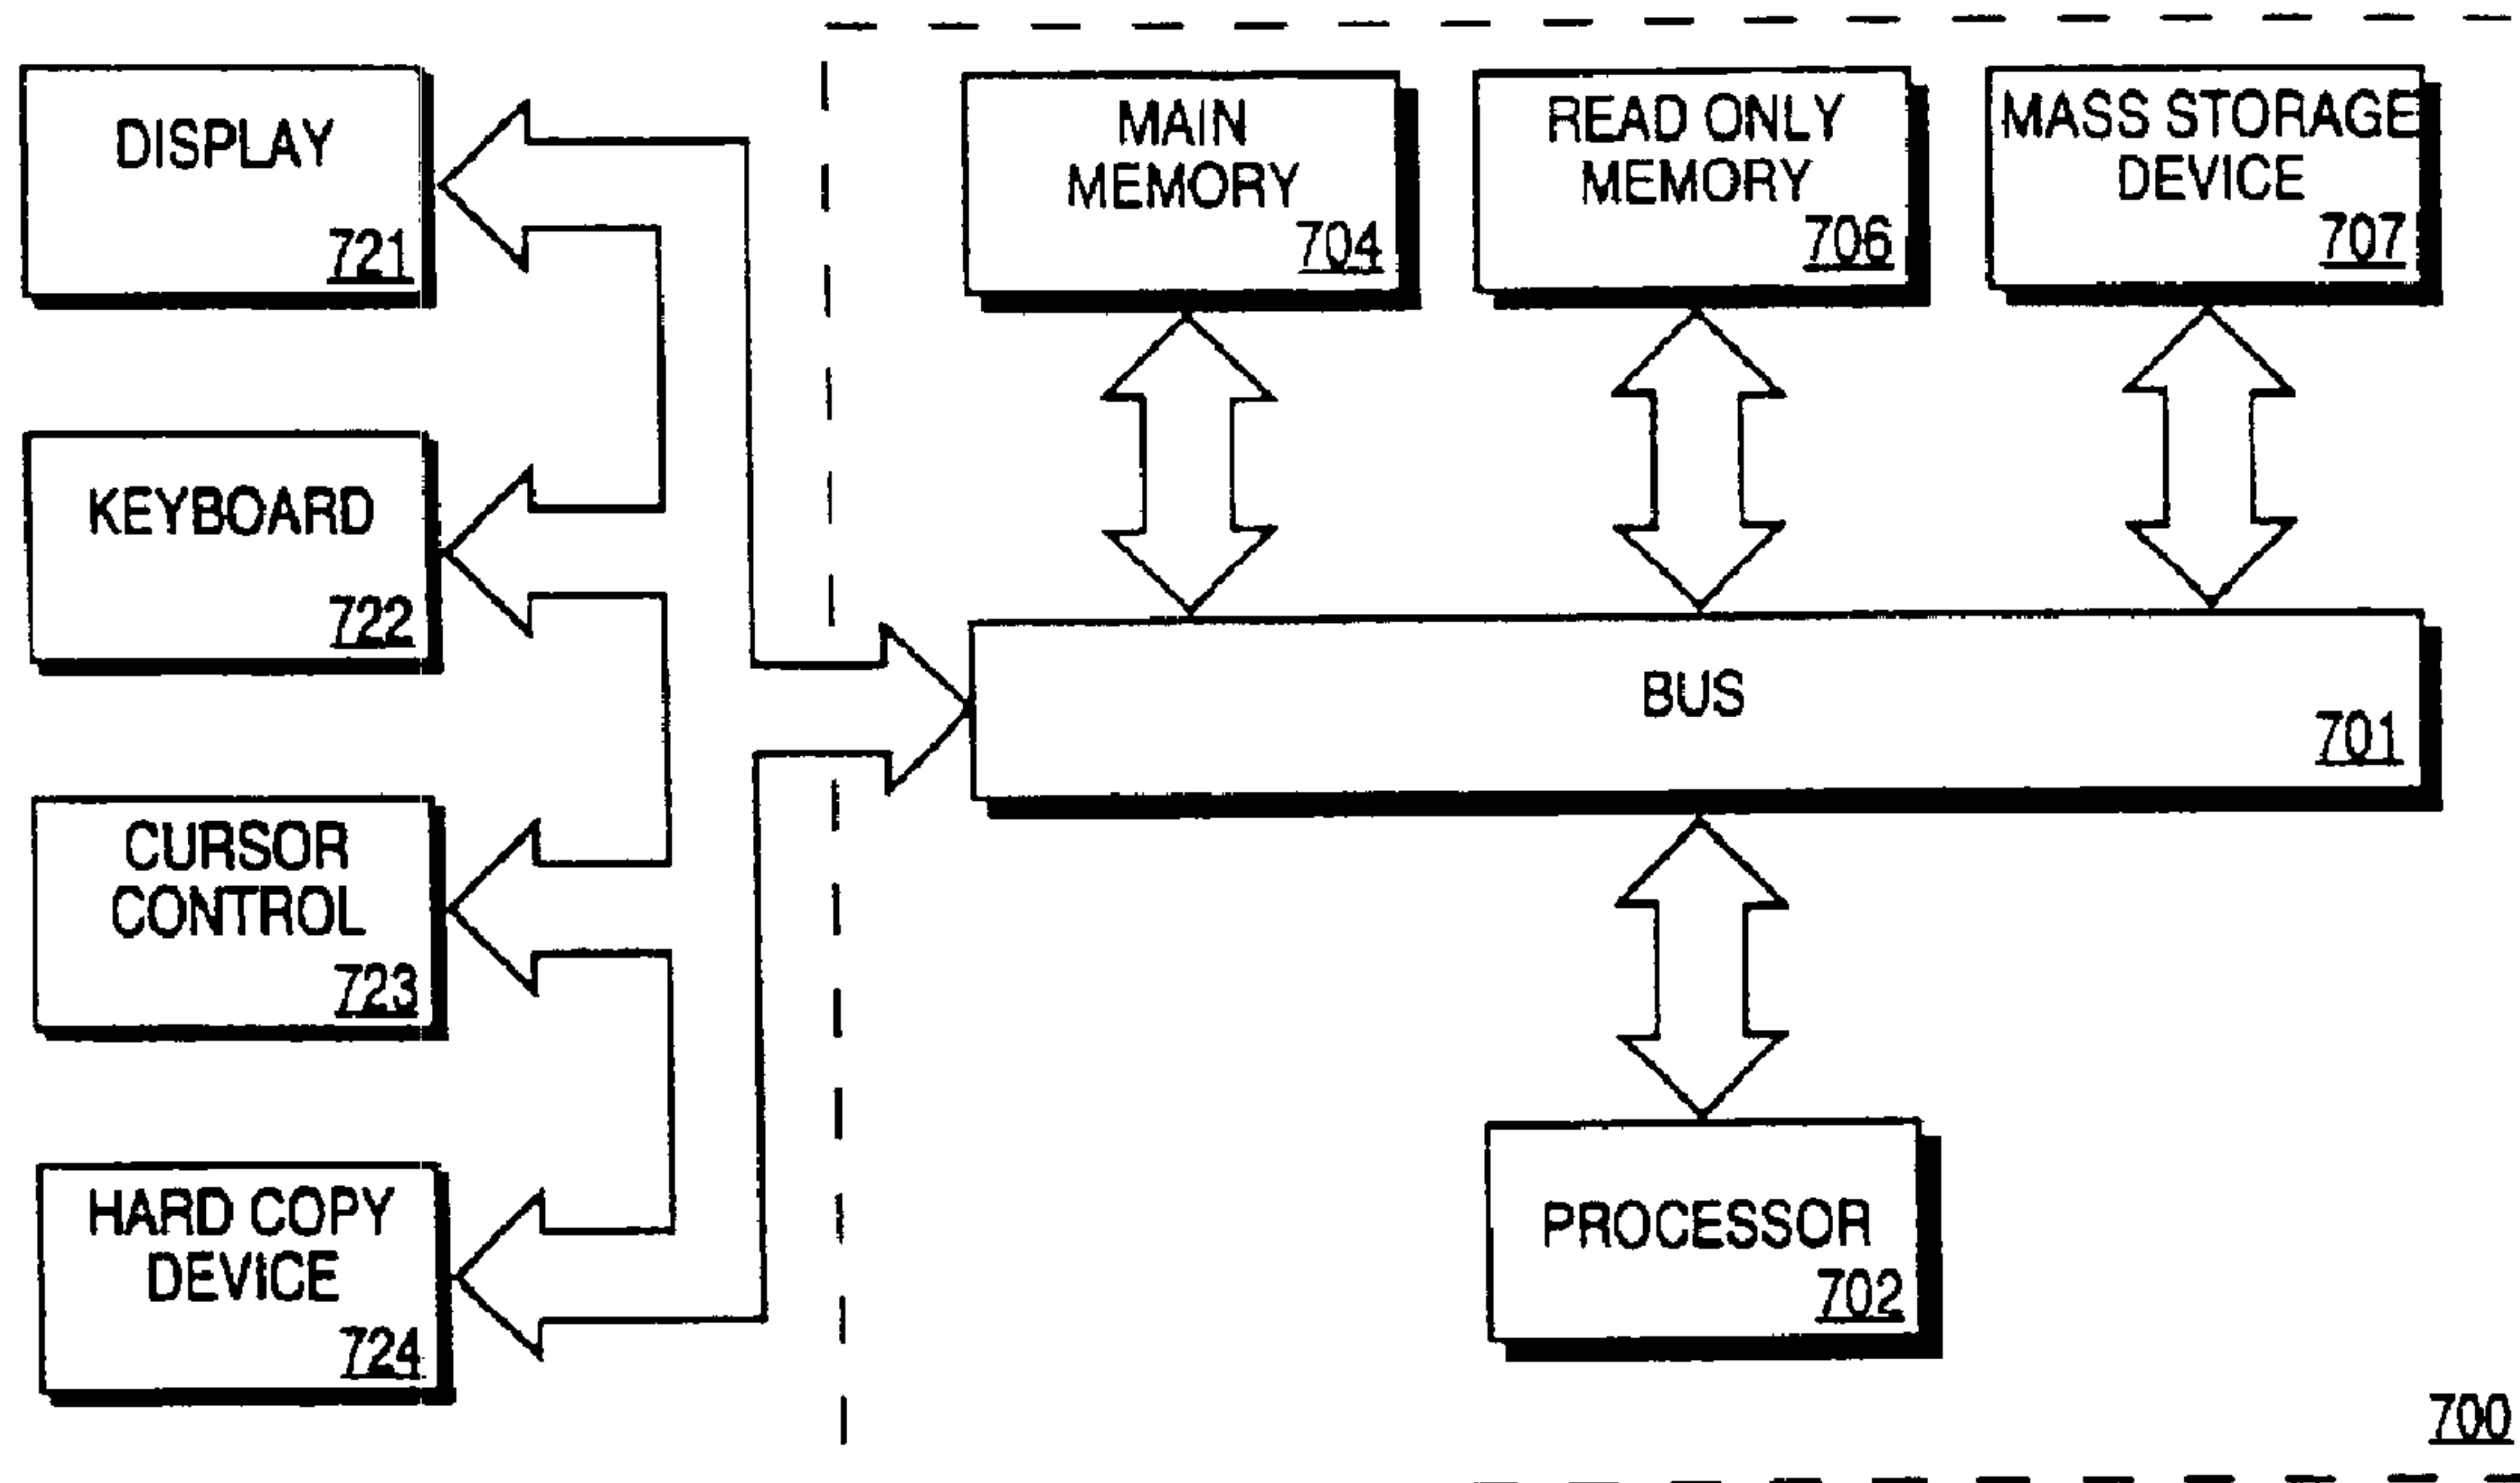 DISPLAY
721
KEYBOARD
722
CURSOR
CONTROL
723
HARD COPY
DEVICE
724
MAIN
MEMORY
704
READ ONLY
MEMORY
706
MASS STORAGE
DEVICE
707
BUS
701
PROCESSOR
702
700